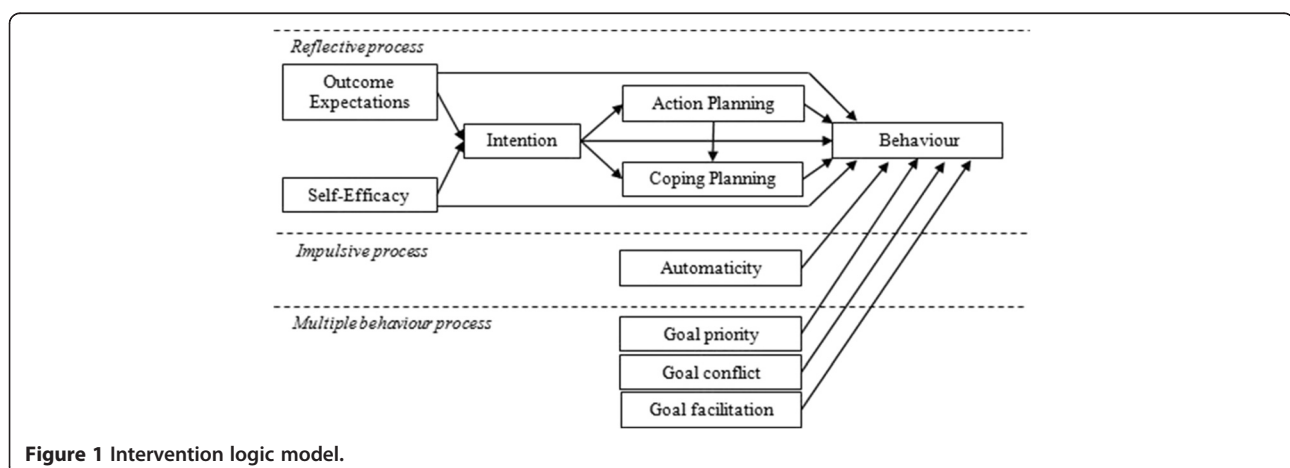 Reflective process
Outcome
Expectations
Action Planning
Intention
Behaviour
Coping Planning
Self-Efficacy
Impulsive process
Automaticity
Multiple behaviour process
Goal priority
Goal conflict
Goal facilitation
Figure 1 Intervention logic model.